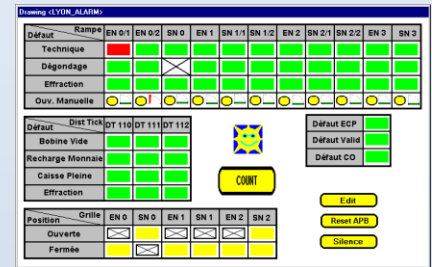 Drawing <LYON_ALARM>
Défaut Rampe EN 0/1 EN 0/2 SN 0 EN 1 SN 1/1 SN 1/2 EN 2 SN 2/1 SN 2/2 EN 3 SN 3
Technique
Dégondage
Effraction
Ouv. Manuelle
Défaut Dist Tick DT 110 DT 111 DT 112
Bobine Vide
Recharge Monnaie
Caisse Pleine
Effraction
Défaut ECP
Défaut Valid
Défaut CO
COUNT
Edit
Reset APB
Silence
Position Grille EN 0 SN 0 EN 1 SN 1 EN 2 SN 2
Ouverte
Fermée